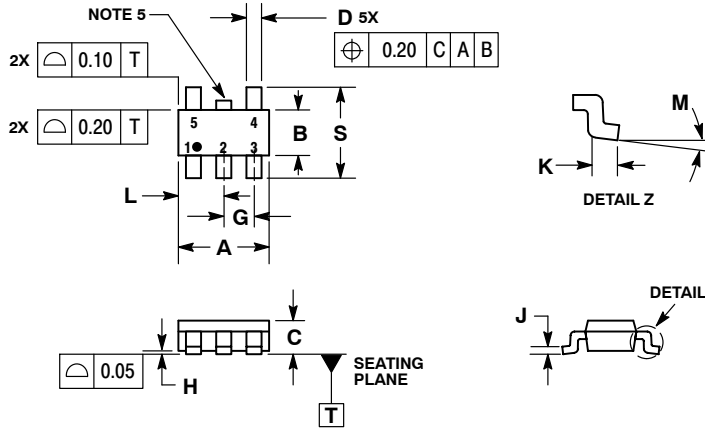 NOTE 5
D 5X
0.20 C A B
2X 0.10 T
2X 0.20 T
5 4
1 2 3
B
S
L
G
A
M
K
DETAIL Z
C
H
0.05
SEATING
PLANE
T
J
DETAIL